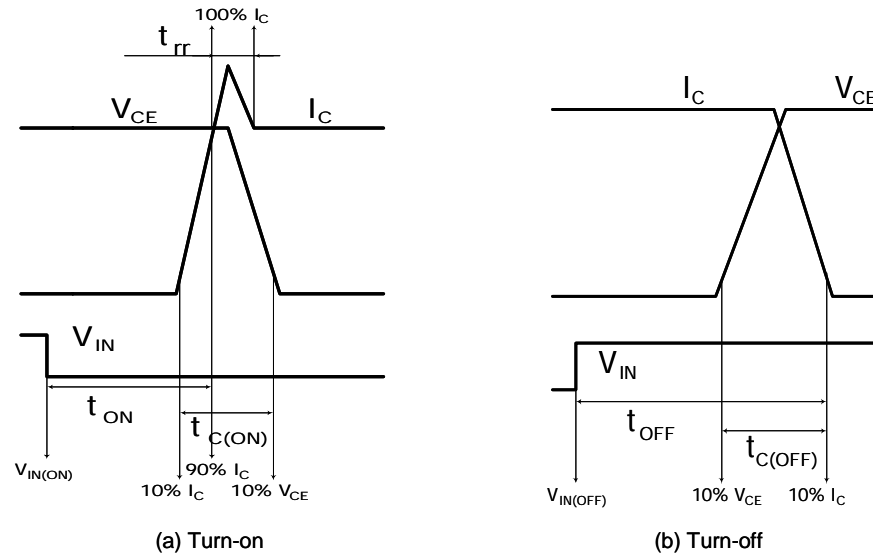 100% I_C
t_rr
V_CE
I_C
V_IN
t_ON
t_C(ON)
V_IN(ON)
90% I_C
10% I_C
10% V_CE
(a) Turn-on
I_C
V_CE
V_IN
t_OFF
t_C(OFF)
V_IN(OFF)
10% V_CE
10% I_C
(b) Turn-off